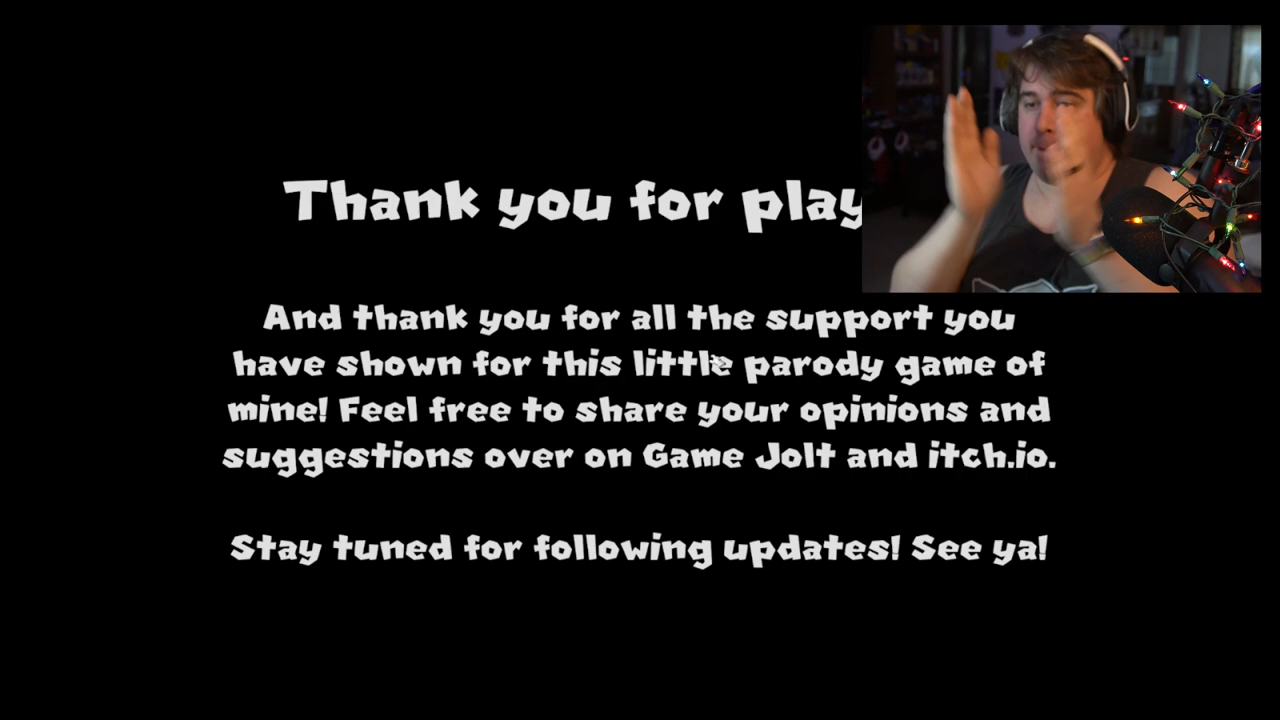 Thank you for play
And thank you for all the support you
have shown for this little parody game of
mine! Feel free to share your opinions and
suggestions over on Game Jolt and itch.io.
Stay tuned for following updates! See ya!